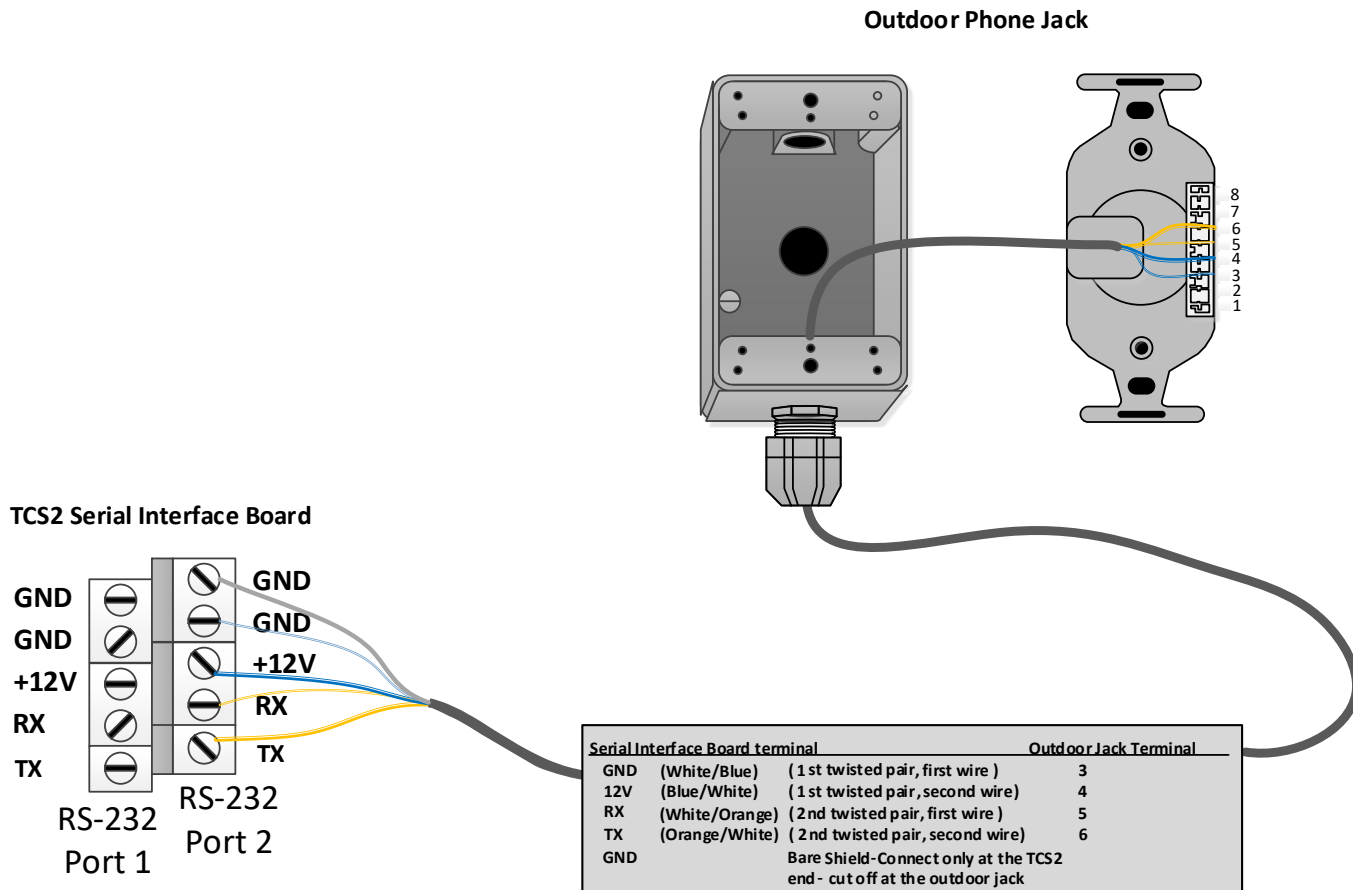 Outdoor Phone Jack
8
7
6
5
4
3
2
1
TCS2 Serial Interface Board
GND GND
GND GND
+12V +12V
RX RX
TX TX
RS-232 Port 1
RS-232 Port 2
Serial Interface Board terminal Outdoor Jack Terminal
GND (White/Blue) (1st twisted pair, first wire) 3
12V (Blue/White) (1st twisted pair, second wire) 4
RX (White/Orange) (2nd twisted pair, first wire) 5
TX (Orange/White) (2nd twisted pair, second wire) 6
GND Bare Shield-Connect only at the TCS2
end - cut off at the outdoor jack